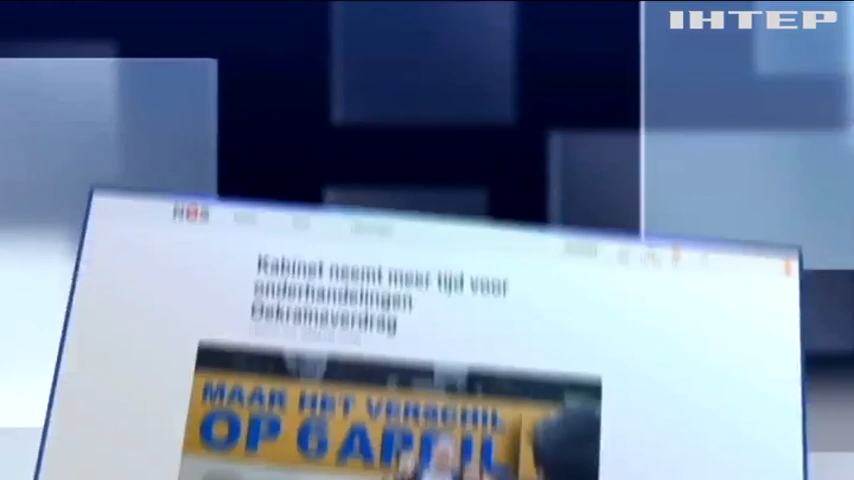 ІНТЕР
NOS
Kabinet neemt meer tijd voor
onderhandelingen
Oekraïneverdrag
MAAR HET VERSCHIL
OP 6 APRIL